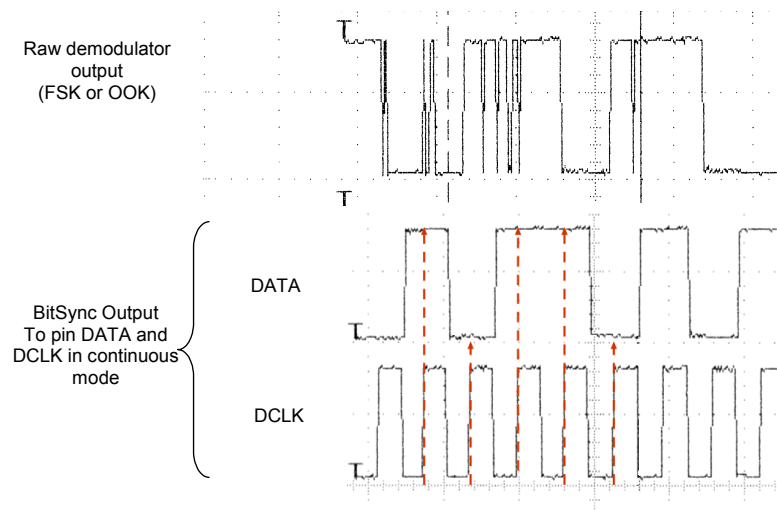 Raw demodulator
output
(FSK or OOK)
DATA
BitSync Output
To pin DATA and
DCLK in continuous
mode
DCLK